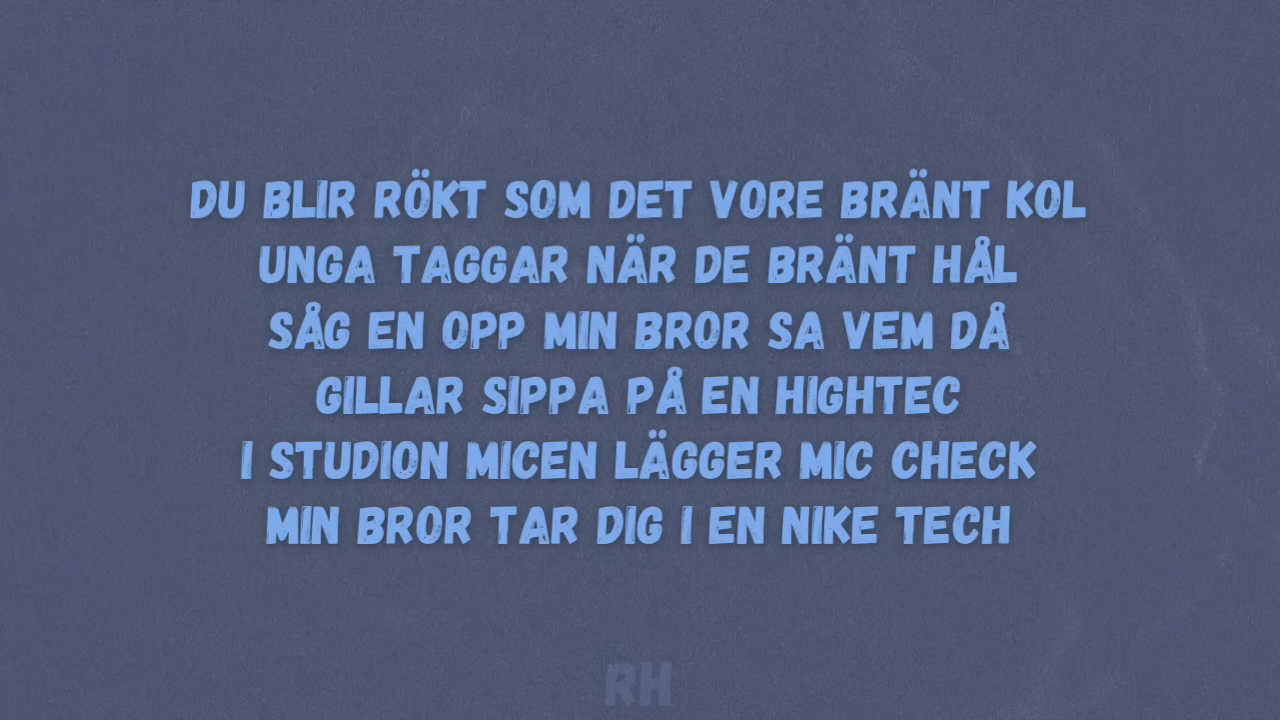 DU BLIR RÖKT SOM DET VORE BRÄNT KOL
UNGA TAGGAR NÄR DE BRÄNT HÅL
SÅG EN OPP MIN BROR SA VEM DÅ
GILLAR SIPPA PÅ EN HIGHTEC
I STUDION MICEN LÄGGER MIC CHECK
MIN BROR TAR DIG I EN NIKE TECH
RH